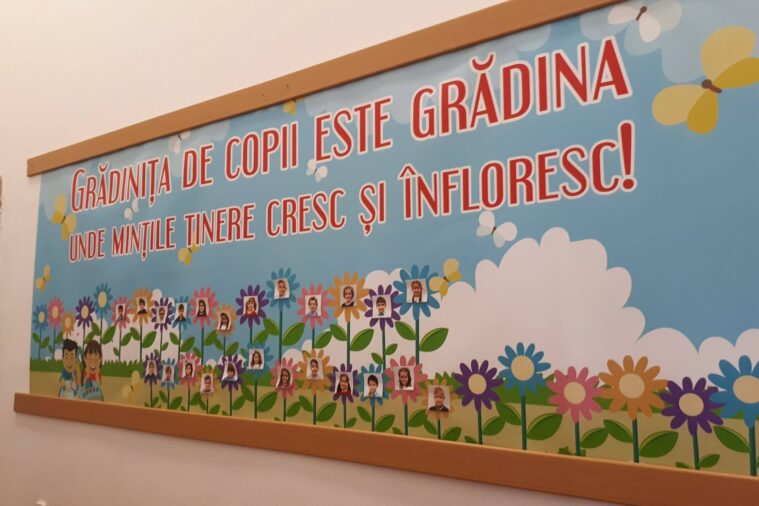 GRĂDINIȚA DE COPII ESTE GRĂDINA
UNDE MINȚILE TINERE CRESC ȘI ÎNFLORESC!